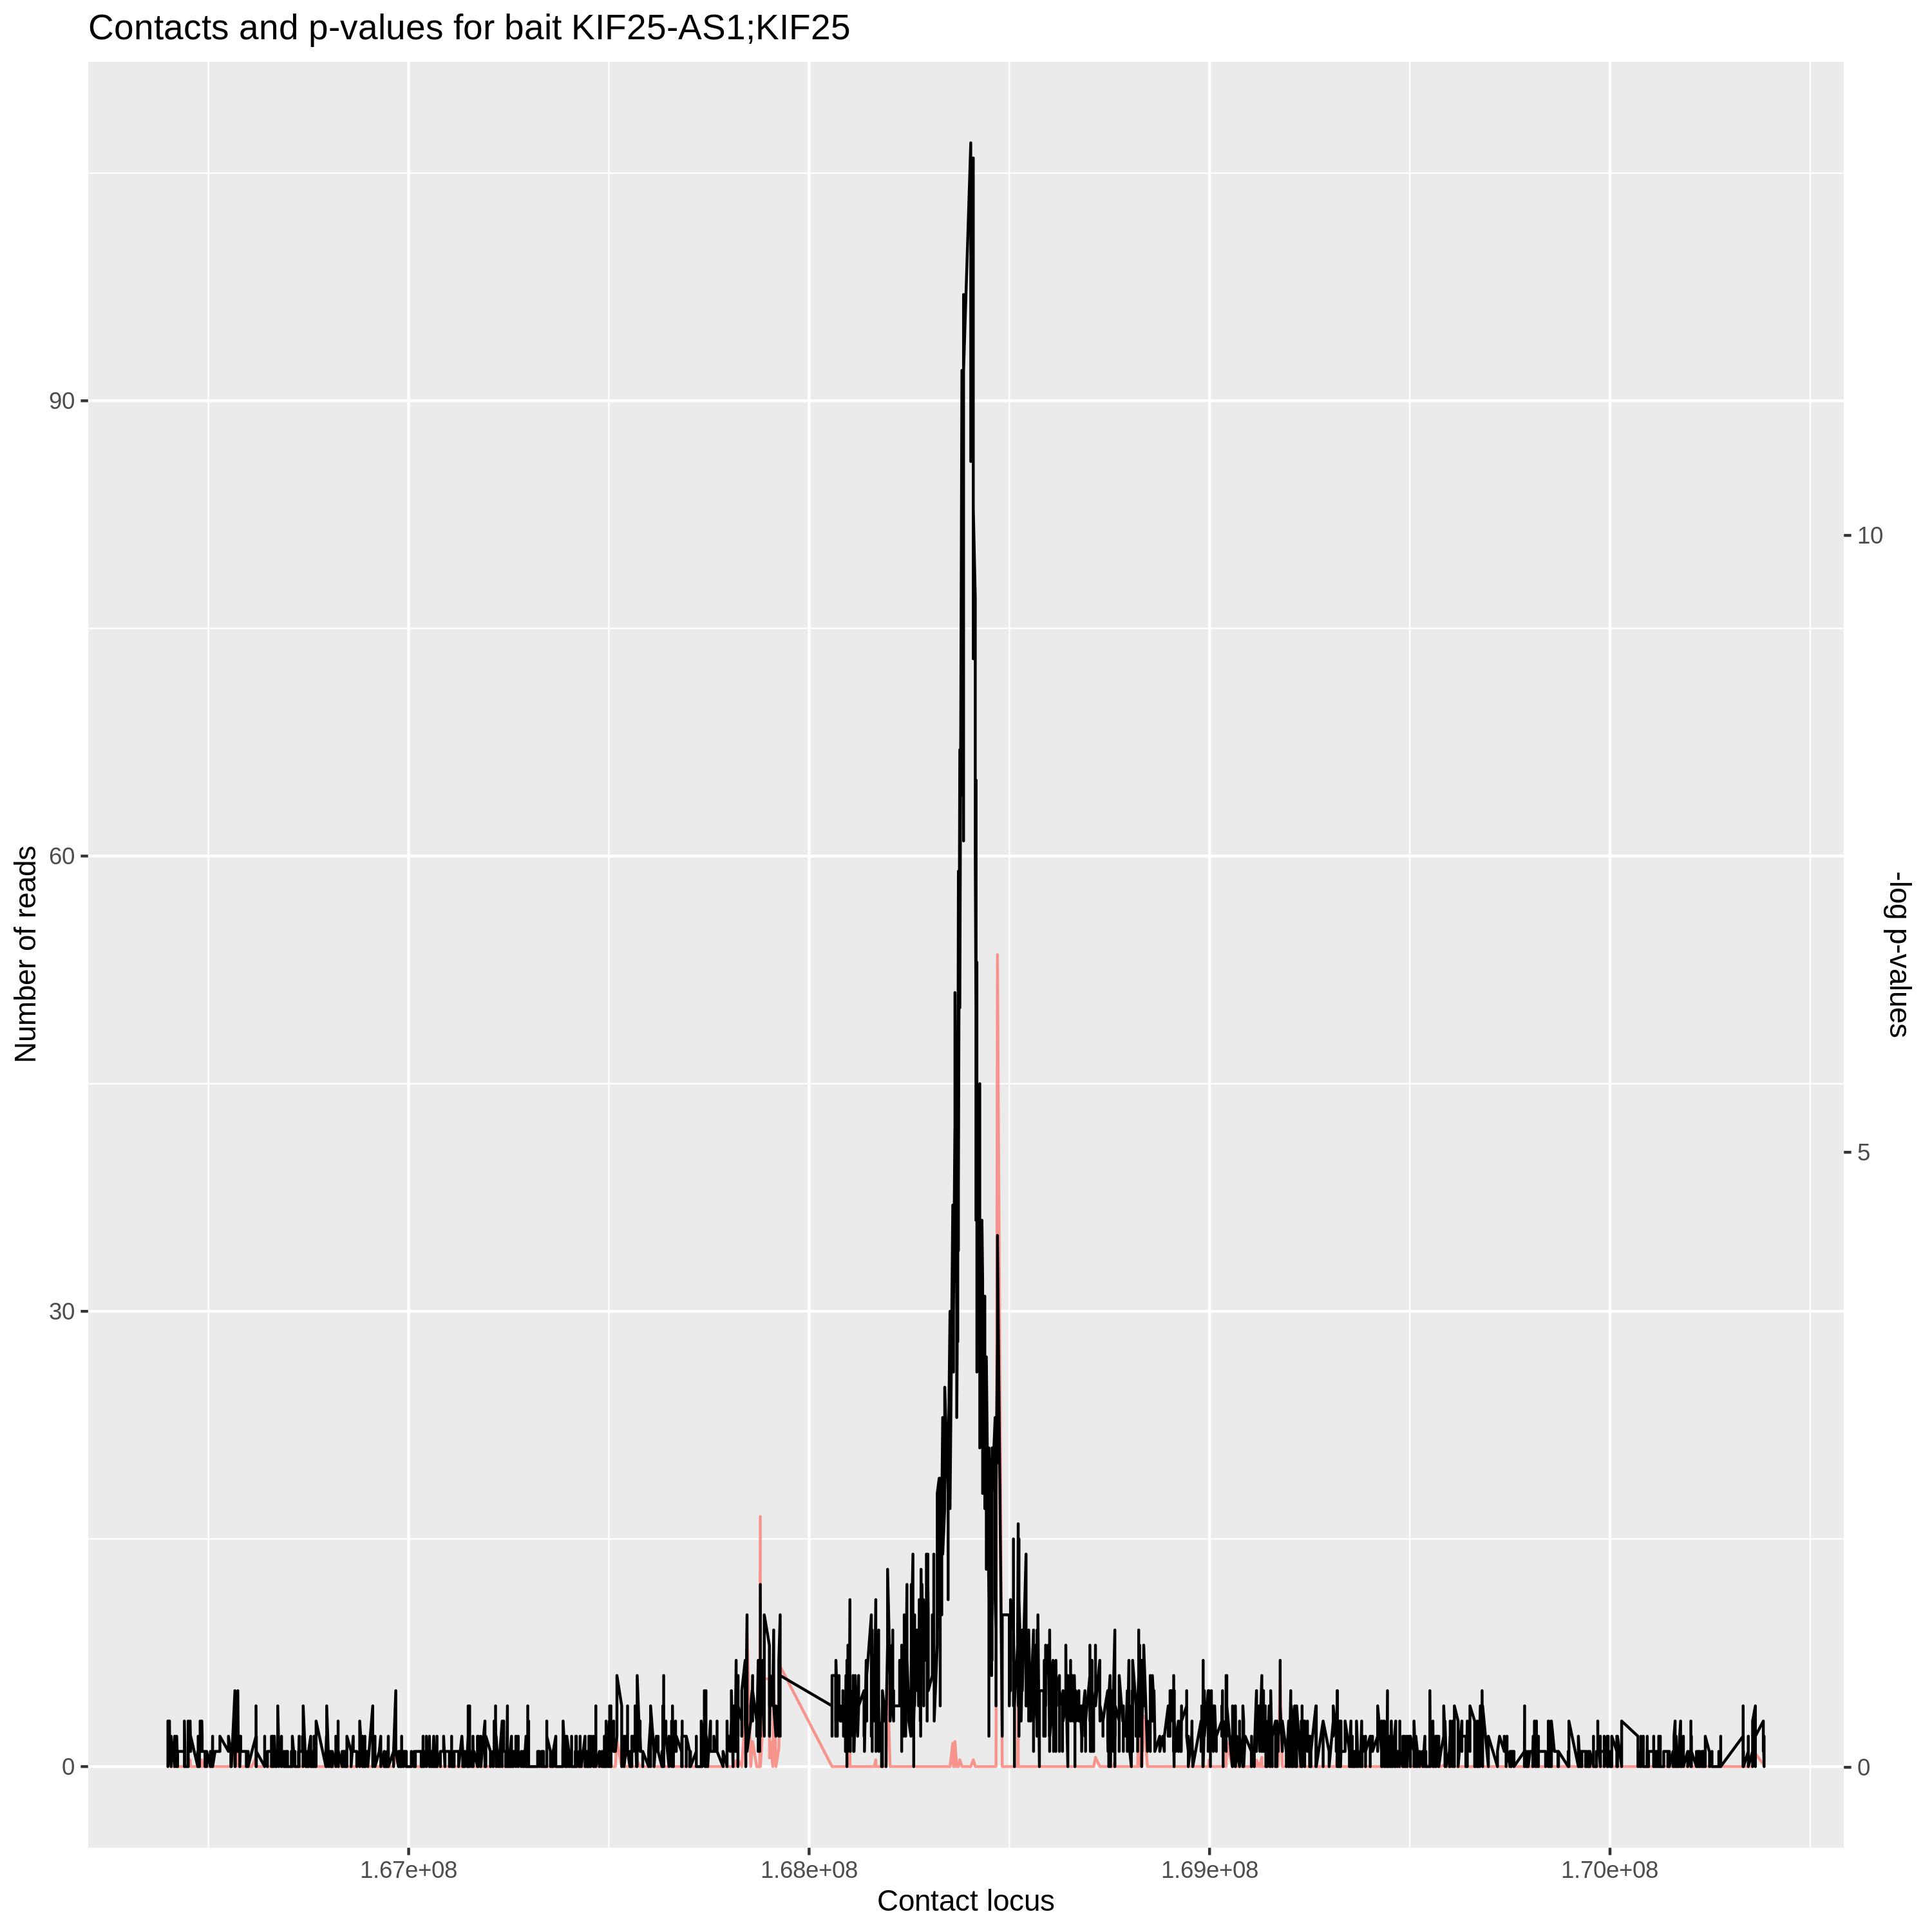 Contacts and p-values for bait KIF25-AS1;KIF25
Number of reads
90
60
30
0
10
5
0
-log p-values
1.67e+08 1.68e+08 1.69e+08 1.70e+08
Contact locus